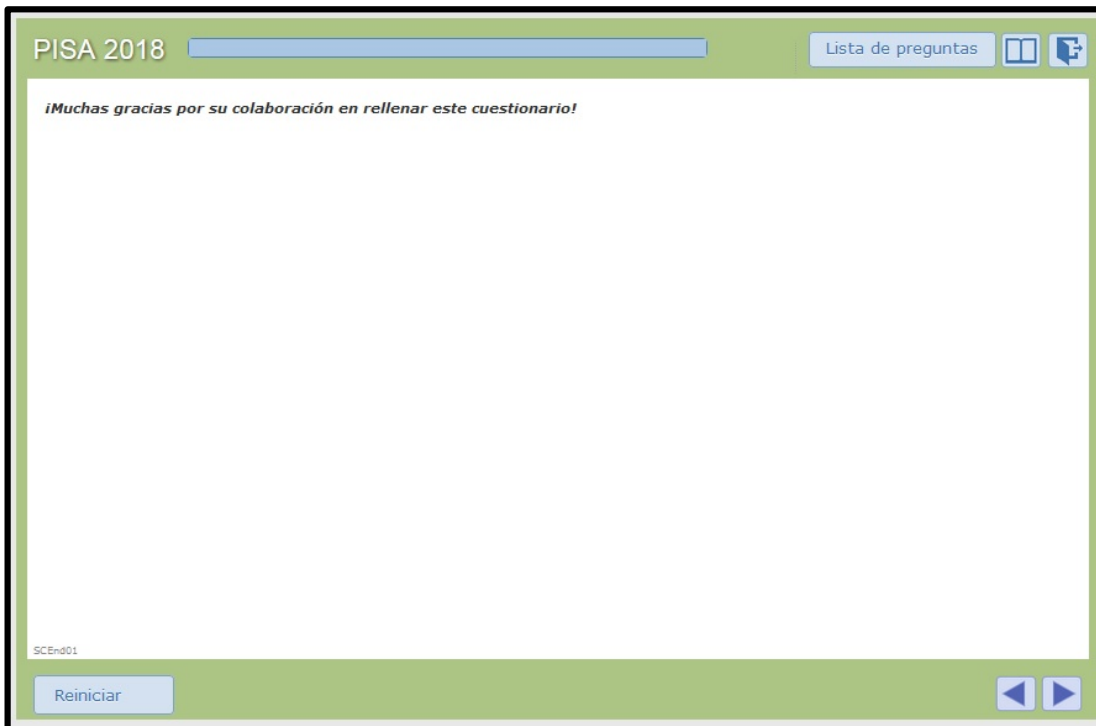 PISA 2018
Lista de preguntas
¡Muchas gracias por su colaboración en rellenar este cuestionario!
SCEnd01
Reiniciar